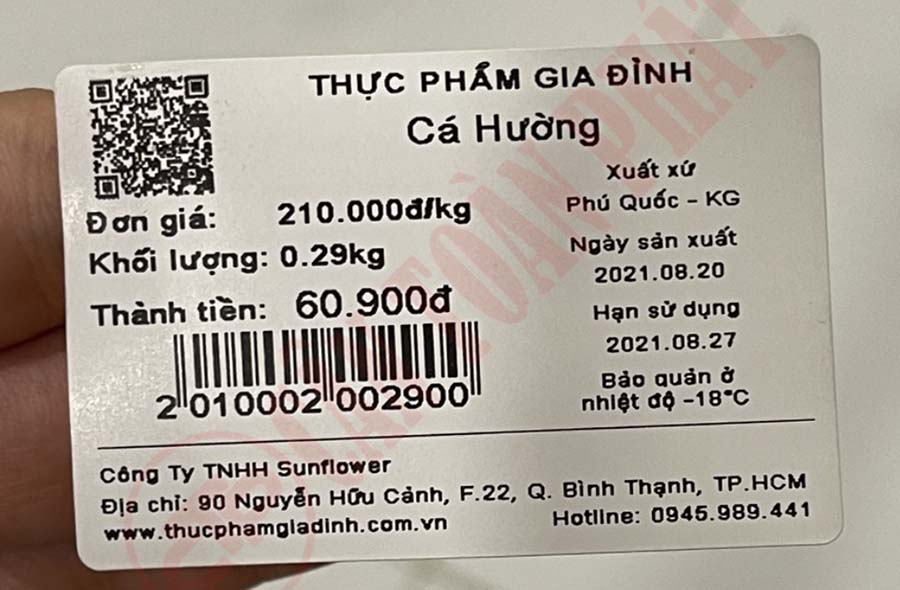 THỰC PHẨM GIA ĐÌNH
Cá Hường
Đơn giá: 210.000đ/kg
Khối lượng: 0.29kg
Thành tiền: 60.900đ
2 010002 002900
Xuất xứ
Phú Quốc - KG
Ngày sản xuất
2021.08.20
Hạn sử dụng
2021.08.27
Bảo quản ở
nhiệt độ -18°C
Công Ty TNHH Sunflower
Địa chỉ: 90 Nguyễn Hữu Cảnh, F.22, Q. Bình Thạnh, TP.HCM
www.thucphamgiadinh.com.vn
Hotline: 0945.989.441
TOÀN PHÁT